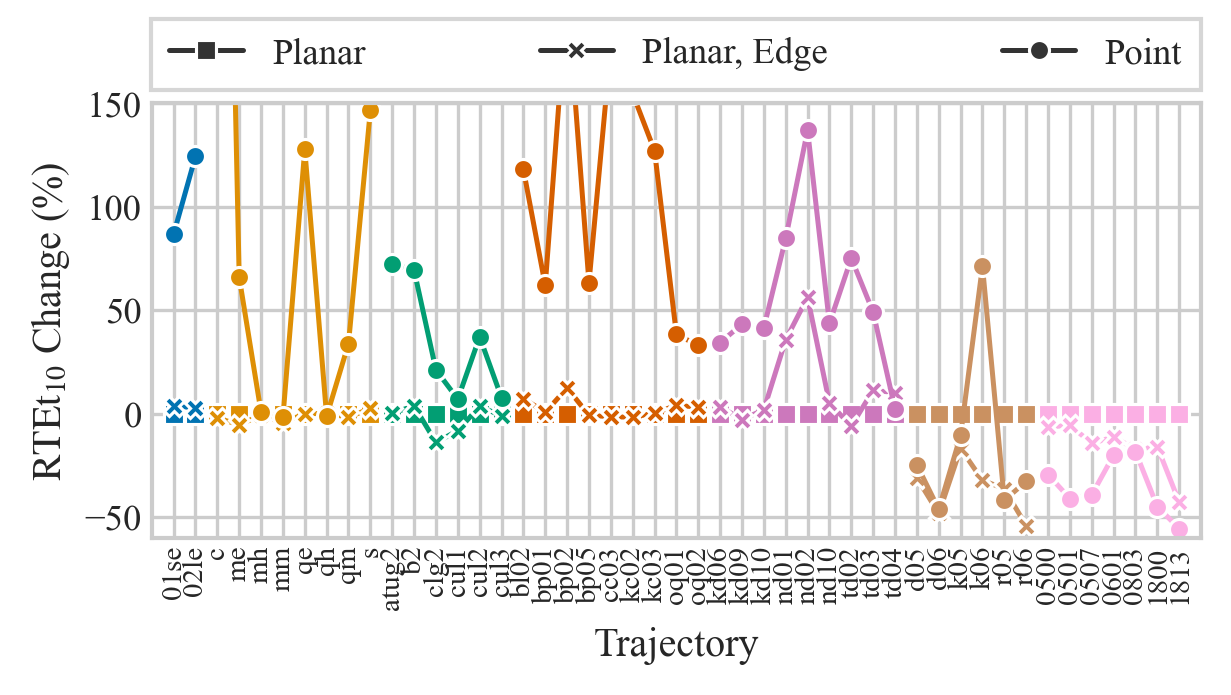 Planar
Planar, Edge
Point
RTEt10 Change (%)
150
100
50
0
−50
01se
02le
c
me
mh
mm
qe
qh
qm
s
atug2
b2
clg2
cul1
cul2
cul3
bl02
bp01
bp02
bp05
cc03
kc02
kc03
oq01
oq02
kd06
kd09
kd10
nd01
nd02
nd10
td02
td03
td04
d05
d06
k05
k06
r05
r06
0500
0501
0507
0601
0803
1800
1813
Trajectory